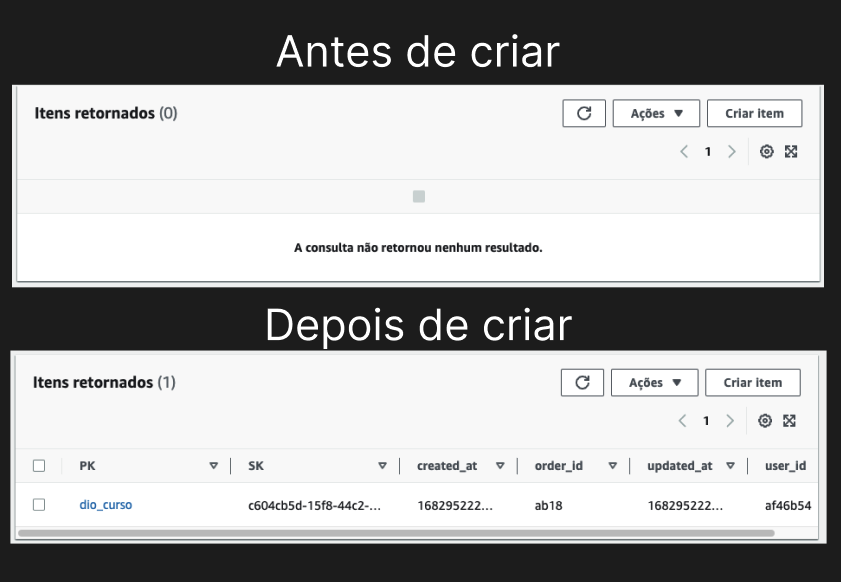 Antes de criar
Itens retornados (0)
Ações
Criar item
1
A consulta não retornou nenhum resultado.
Depois de criar
Itens retornados (1)
Ações
Criar item
1
PK SK created_at order_id updated_at user_id
dio_curso c604cb5d-15f8-44c2-... 168295222... ab18 168295222... af46b54